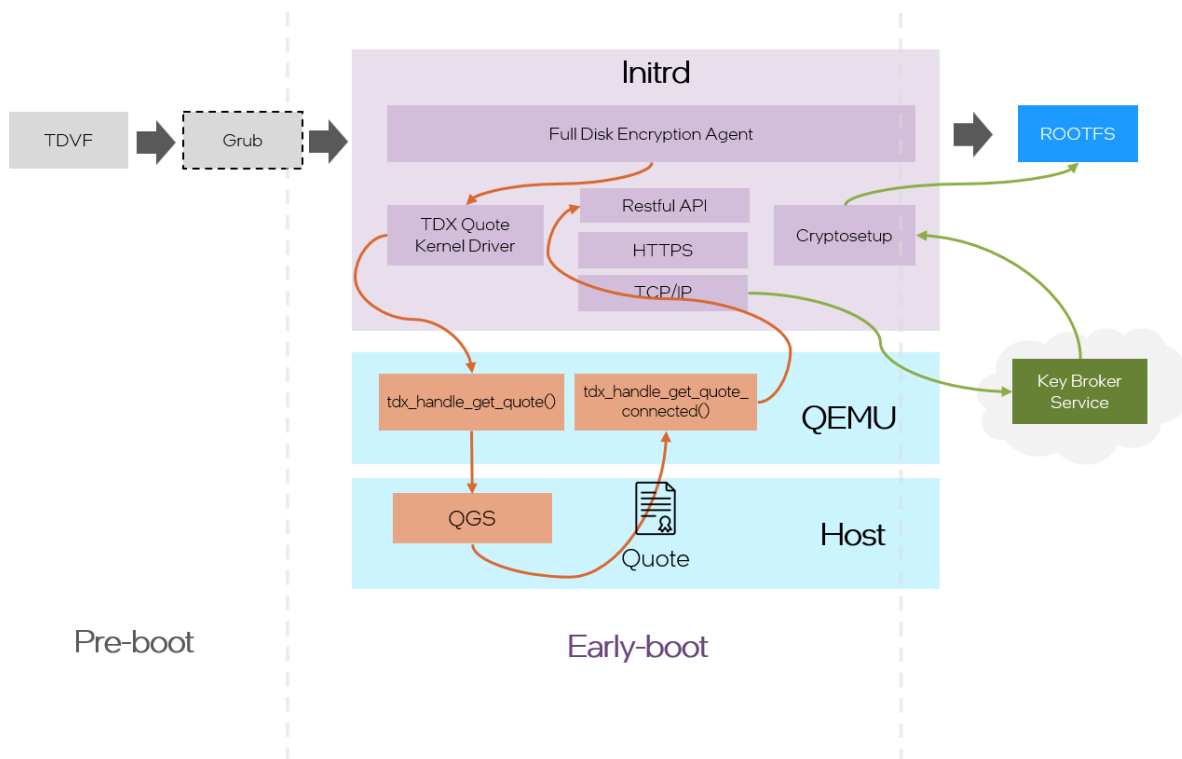 Initrd
TDVF
Grub
Full Disk Encryption Agent
ROOTFS
TDX Quote
Kernel Driver
Restful API
HTTPS
TCP/IP
Cryptosetup
tdx_handle_get_quote()
tdx_handle_get_quote_
connected()
QEMU
Key Broker
Service
QGS
Quote
Host
Pre-boot
Early-boot